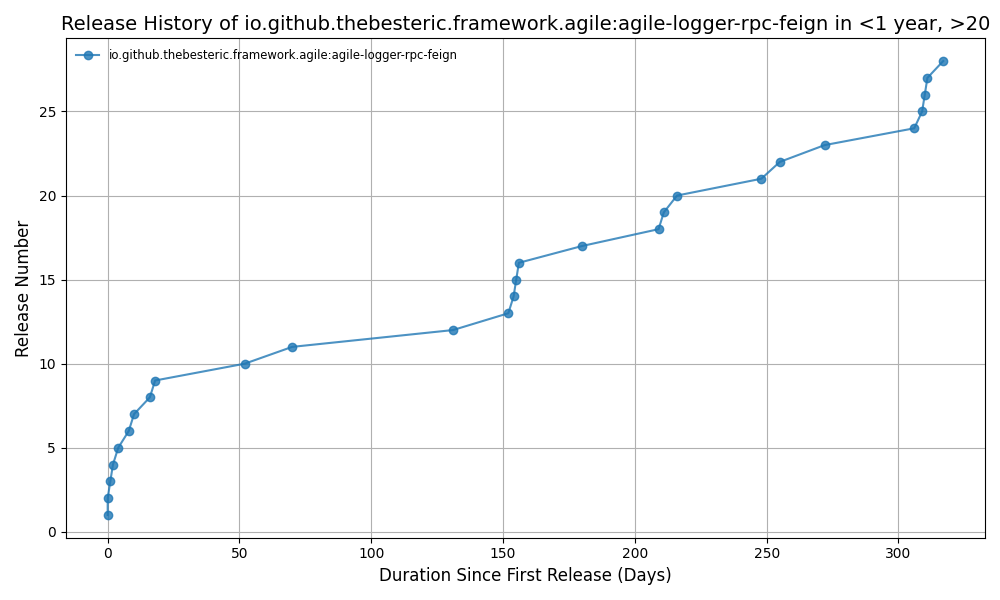 Release History of io.github.thebesteric.framework.agile:agile-logger-rpc-feign in <1 year, >20
io.github.thebesteric.framework.agile:agile-logger-rpc-feign
Release Number
25
20
15
10
5
0
0 50 100 150 200 250 300
Duration Since First Release (Days)